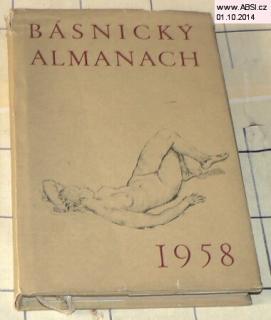 www.ABSI.cz
01.10.2014
BÁSNICKÝ
ALMANACH
1958